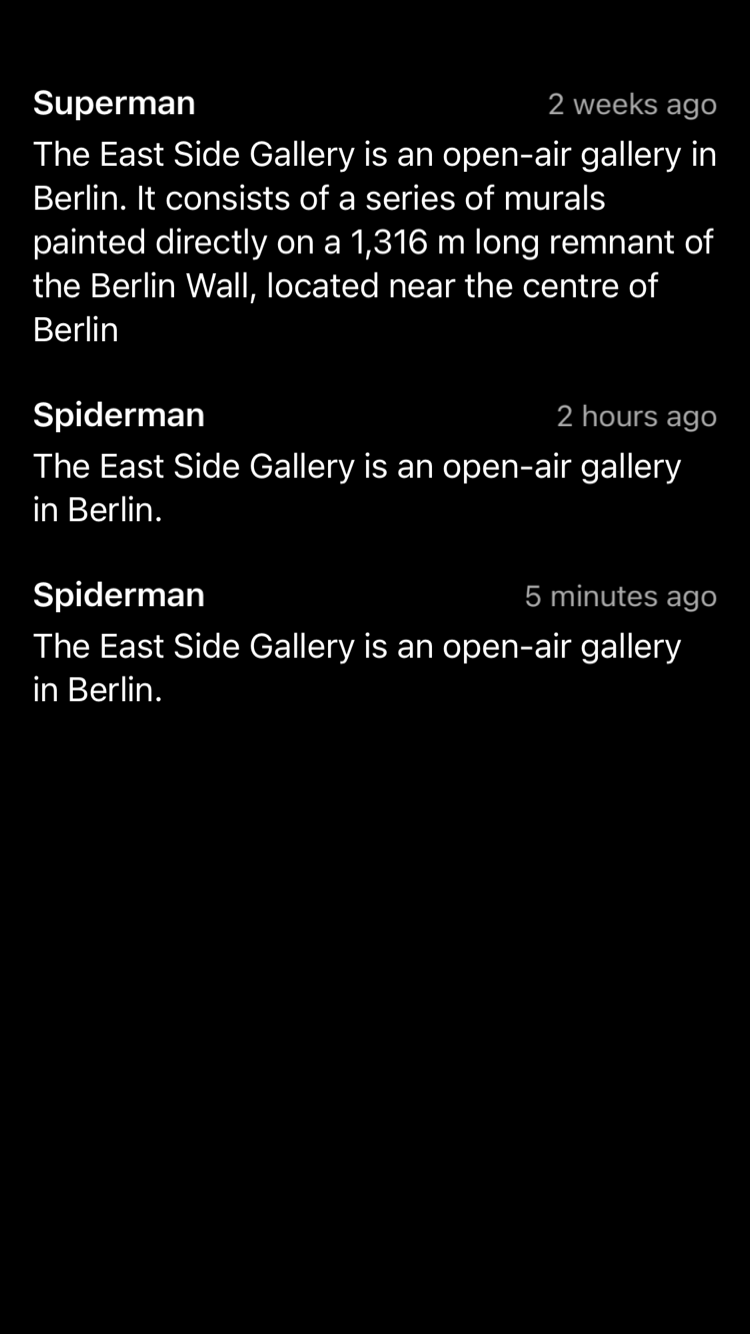 Superman 2 weeks ago
The East Side Gallery is an open-air gallery in
Berlin. It consists of a series of murals
painted directly on a 1,316 m long remnant of
the Berlin Wall, located near the centre of
Berlin
Spiderman 2 hours ago
The East Side Gallery is an open-air gallery
in Berlin.
Spiderman 5 minutes ago
The East Side Gallery is an open-air gallery
in Berlin.